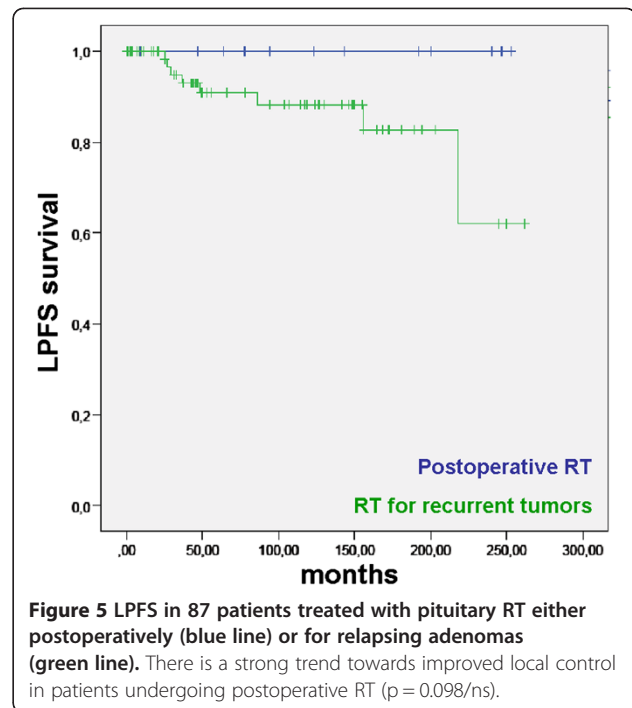 1,0
0,8
0,6
0,4
0,2
0,0
LPFS survival
Postoperative RT
RT for recurrent tumors
,00 50,00 100,00 150,00 200,00 250,00 300,00
months
Figure 5 LPFS in 87 patients treated with pituitary RT either
postoperatively (blue line) or for relapsing adenomas
(green line). There is a strong trend towards improved local control
in patients undergoing postoperative RT (p = 0.098/ns).